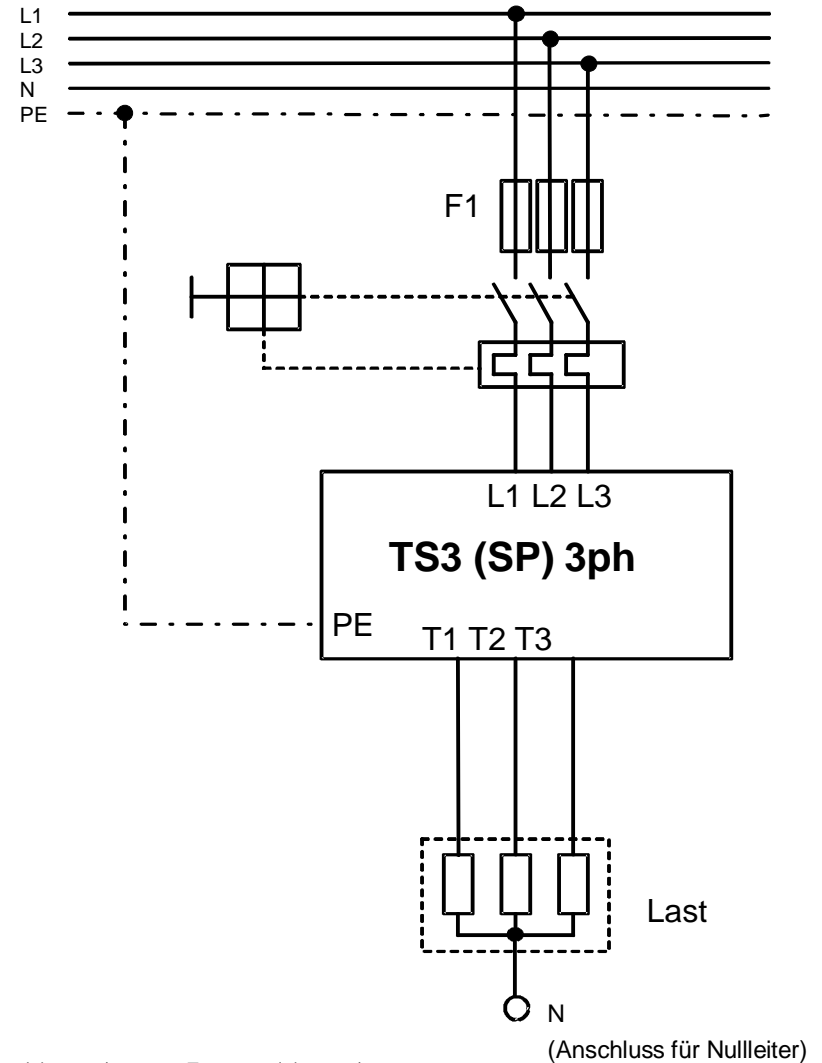 L1
L2
L3
N
PE
F1
L1 L2 L3
TS3 (SP) 3ph
PE
T1 T2 T3
Last
N
(Anschluss für Nullleiter)